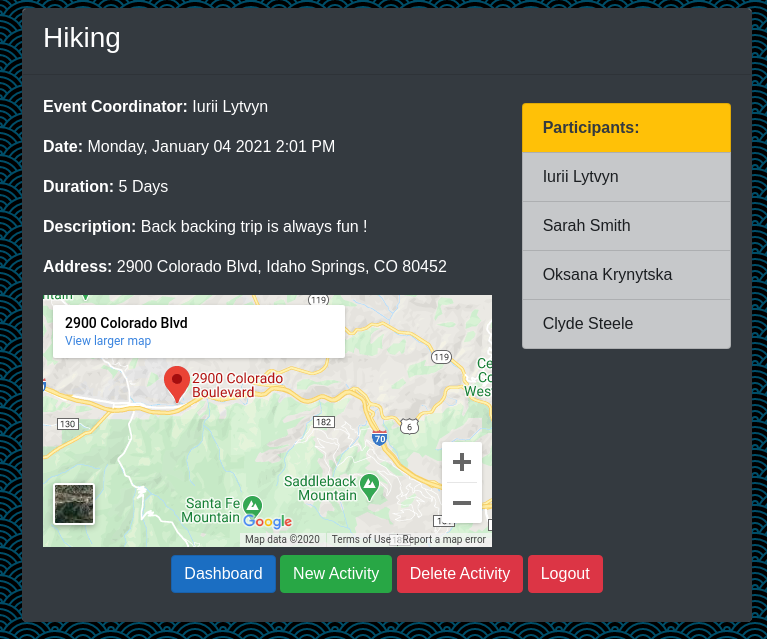 Hiking
Event Coordinator: Iurii Lytvyn
Date: Monday, January 04 2021 2:01 PM
Duration: 5 Days
Description: Back backing trip is always fun !
Address: 2900 Colorado Blvd, Idaho Springs, CO 80452
Participants:
Iurii Lytvyn
Sarah Smith
Oksana Krynytska
Clyde Steele
119
2900 Colorado Blvd
View larger map
119
2900 Colorado
Boulevard
130
182
6
70
Saddleback
Mountain
Santa Fe
Mountain
Google
Map data ©2020
Terms of Use
Report a map error
Dashboard
New Activity
Delete Activity
Logout